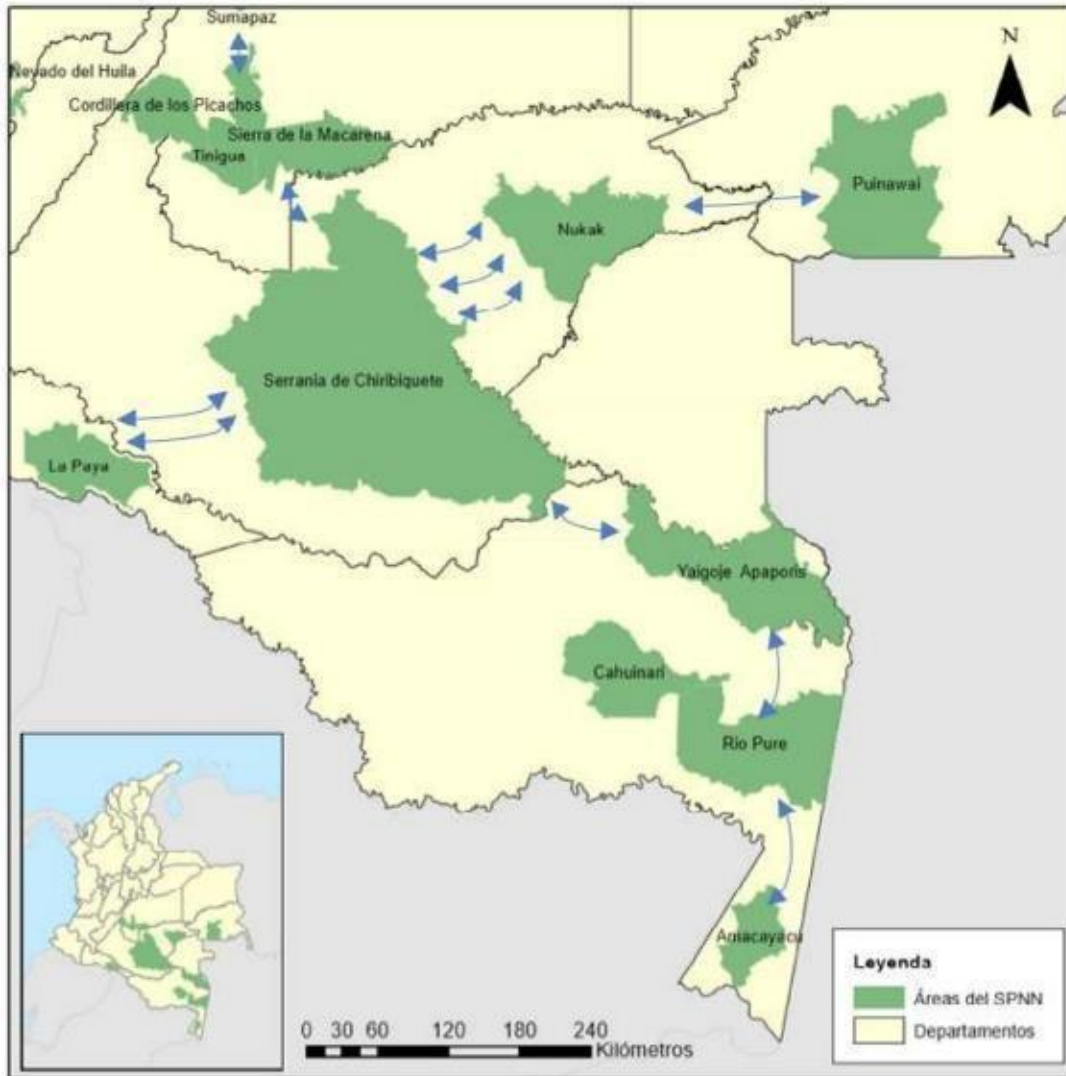 Sumapaz
N
Nevado del Huila
Cordillera de los Picachos
Sierra de la Macarena
Tinigua
Puinawai
Nukak
Serrania de Chiribiquete
La Paya
Yaigoje Apaporis
Cahuinari
Rio Pure
Amacayacu
Leyenda
Áreas del SPNN
Departamentos
0 30 60 120 180 240
Kilómetros